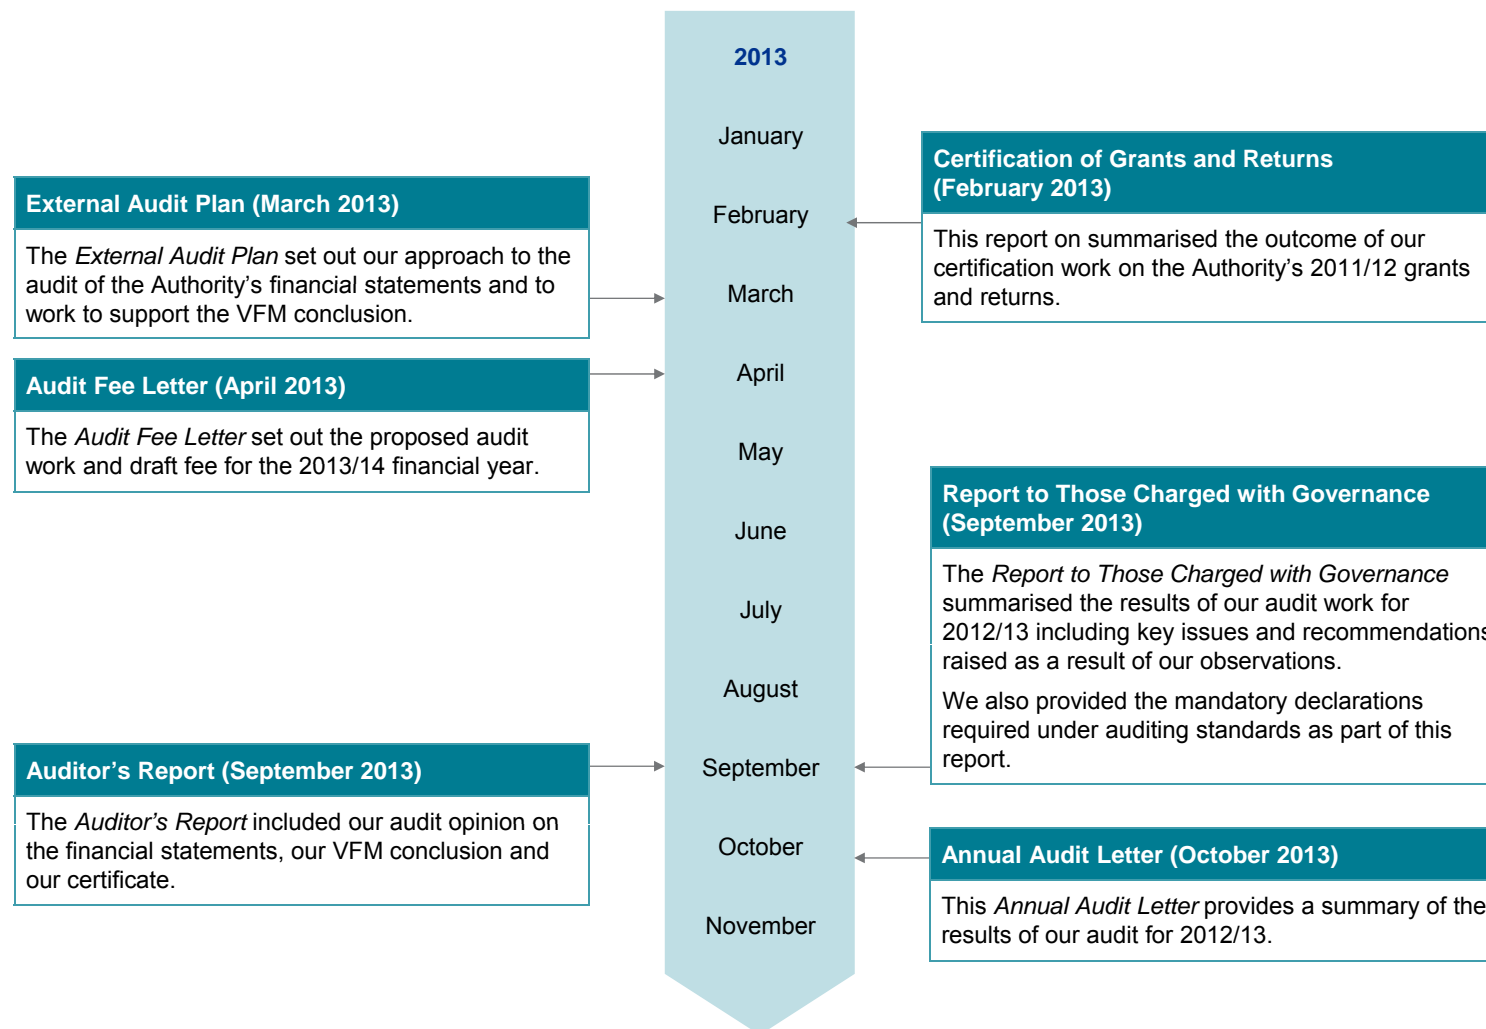 2013
January
February
March
April
May
June
July
August
September
October
November
External Audit Plan (March 2013)
The External Audit Plan set out our approach to the
audit of the Authority’s financial statements and to
work to support the VFM conclusion.
Audit Fee Letter (April 2013)
The Audit Fee Letter set out the proposed audit
work and draft fee for the 2013/14 financial year.
Auditor’s Report (September 2013)
The Auditor’s Report included our audit opinion on
the financial statements, our VFM conclusion and
our certificate.
Certification of Grants and Returns
(February 2013)
This report on summarised the outcome of our
certification work on the Authority’s 2011/12 grants
and returns.
Report to Those Charged with Governance
(September 2013)
The Report to Those Charged with Governance
summarised the results of our audit work for
2012/13 including key issues and recommendations
raised as a result of our observations.
We also provided the mandatory declarations
required under auditing standards as part of this
report.
Annual Audit Letter (October 2013)
This Annual Audit Letter provides a summary of the
results of our audit for 2012/13.